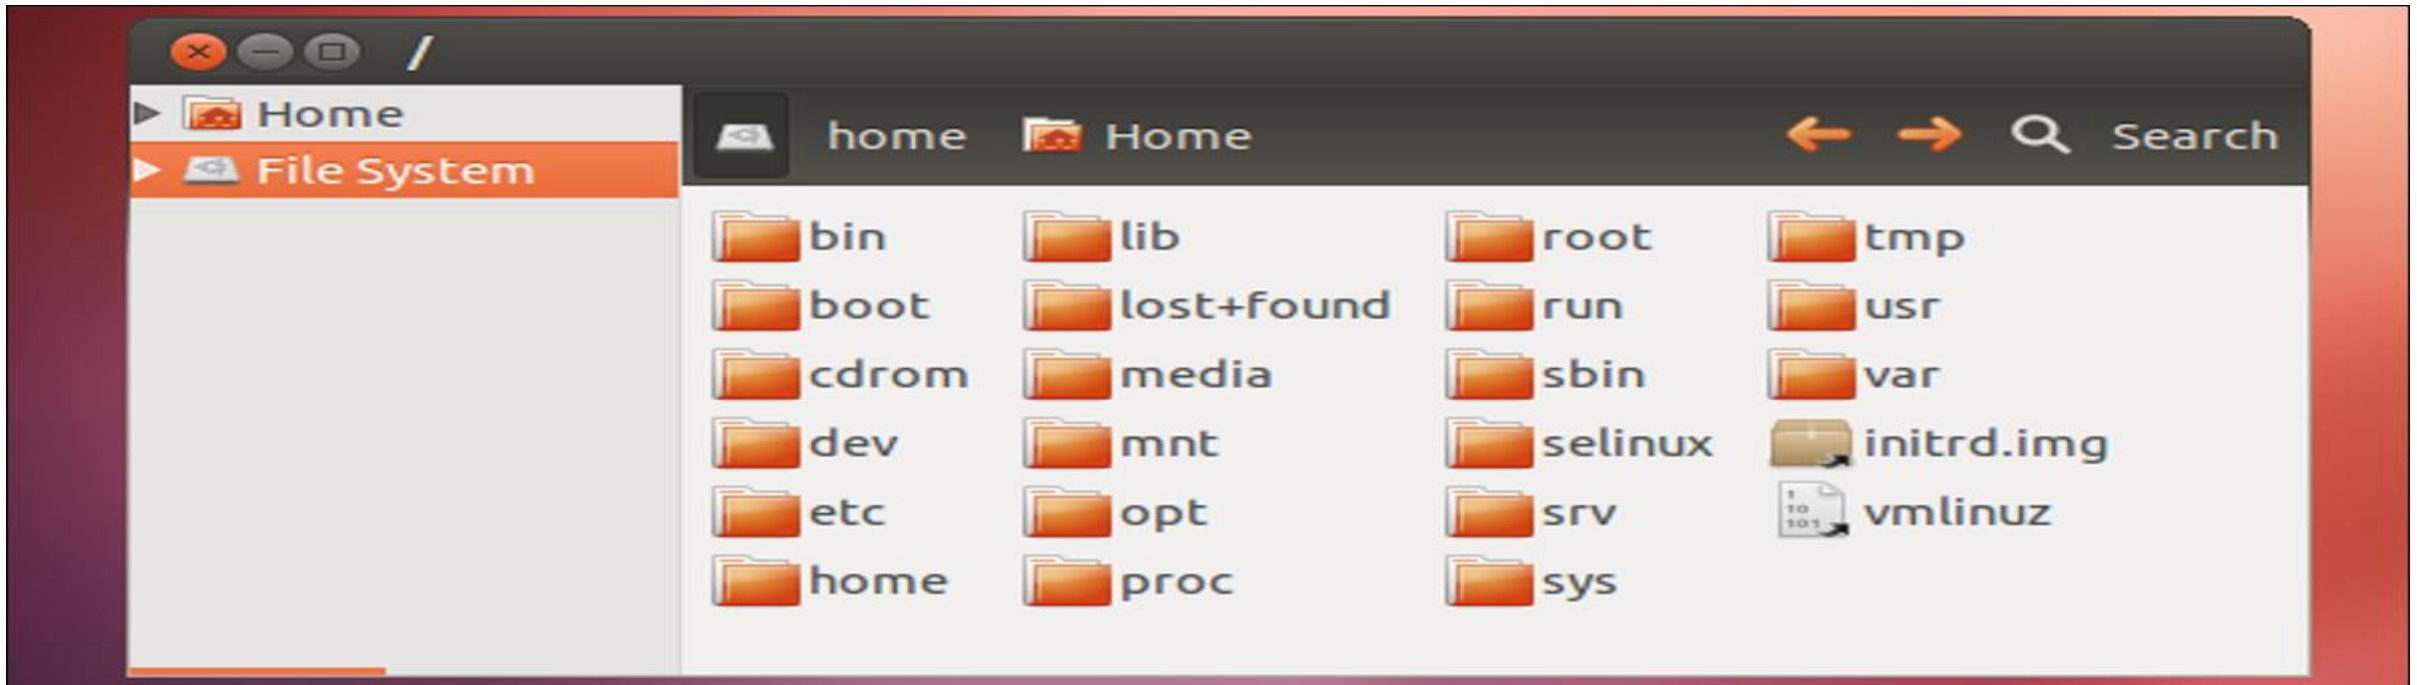 /
Home
File System
home Home Search
bin lib root tmp
boot lost+found run usr
cdrom media sbin var
dev mnt selinux initrd.img
etc opt srv vmlinuz
home proc sys